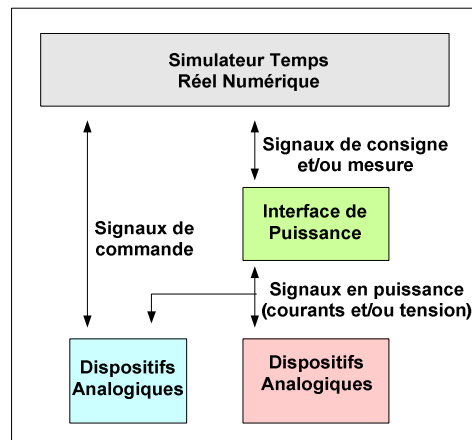 Simulateur Temps
Réel Numérique
Signaux de consigne
et/ou mesure
Signaux de
commande
Interface de
Puissance
Signaux en puissance
(courants et/ou tension)
Dispositifs
Analogiques
Dispositifs
Analogiques